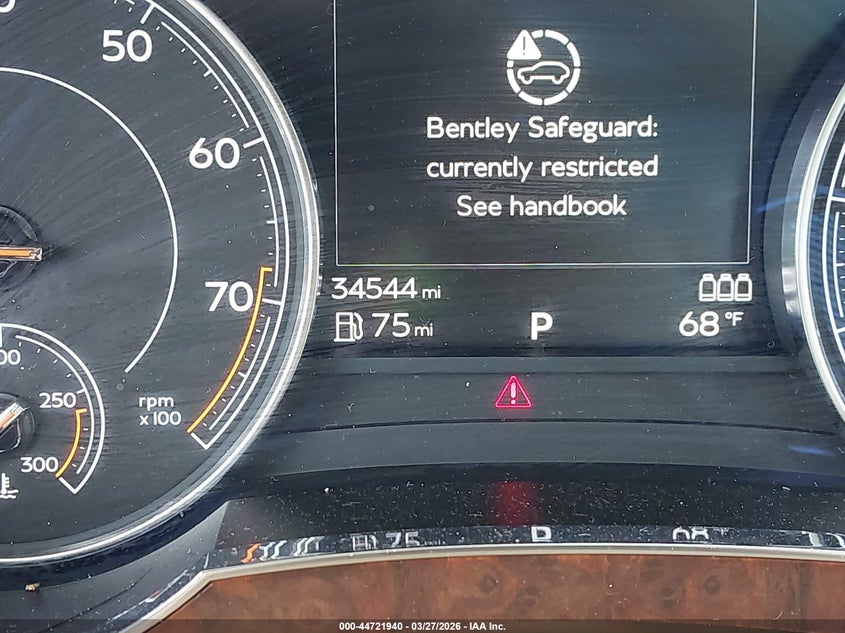 50
60
70
rpm
x100
250
300
Bentley Safeguard:
currently restricted
See handbook
34544 mi
75 mi
P
68 °F
000-44721940 - 03/27/2026 - IAA Inc.